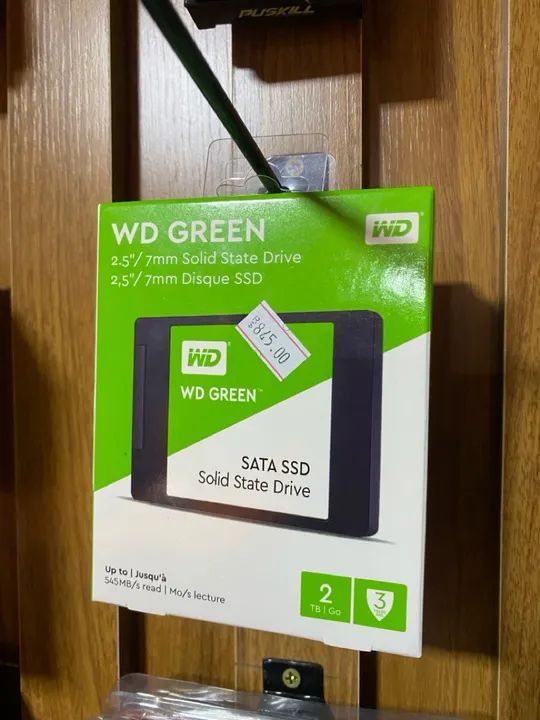 PUSKILL
WD GREEN
WD
2.5"/ 7mm Solid State Drive
2,5"/ 7mm Disque SSD
845.00
WD
WD GREEN™
SATA SSD
Solid State Drive
Up to | Jusqu'à
545MB/s read | Mo/s lecture
2
TB | Go
3